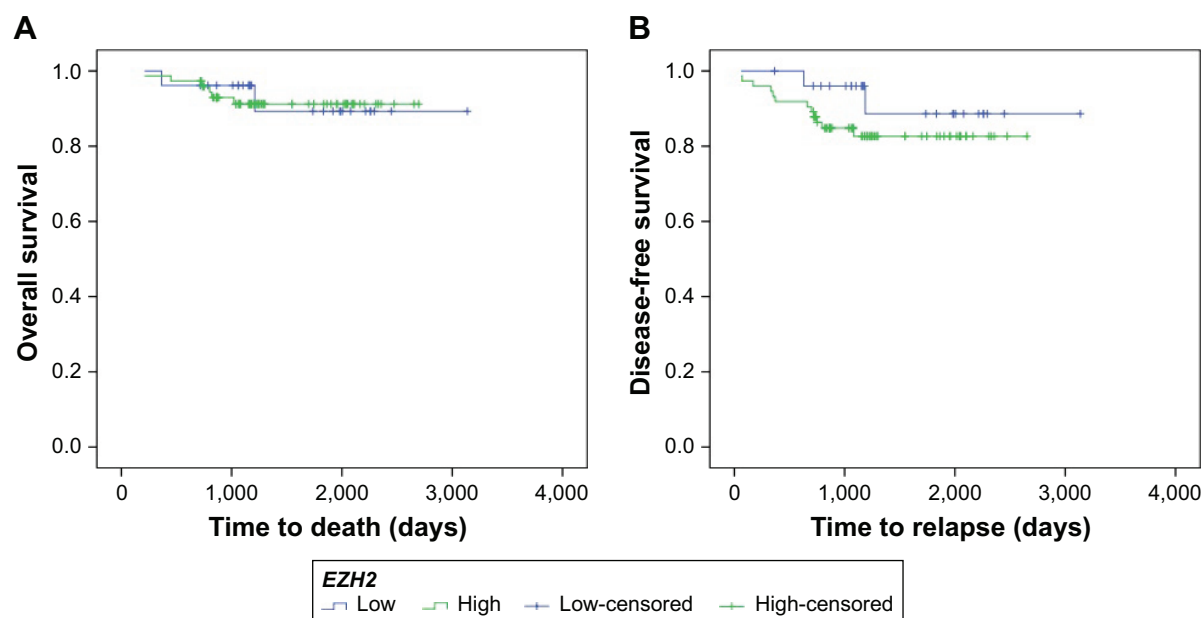 A
Overall survival
1.0
0.8
0.6
0.4
0.2
0.0
0 1,000 2,000 3,000 4,000
Time to death (days)
B
Disease-free survival
1.0
0.8
0.6
0.4
0.2
0.0
0 1,000 2,000 3,000 4,000
Time to relapse (days)
EZH2
Low High Low-censored High-censored